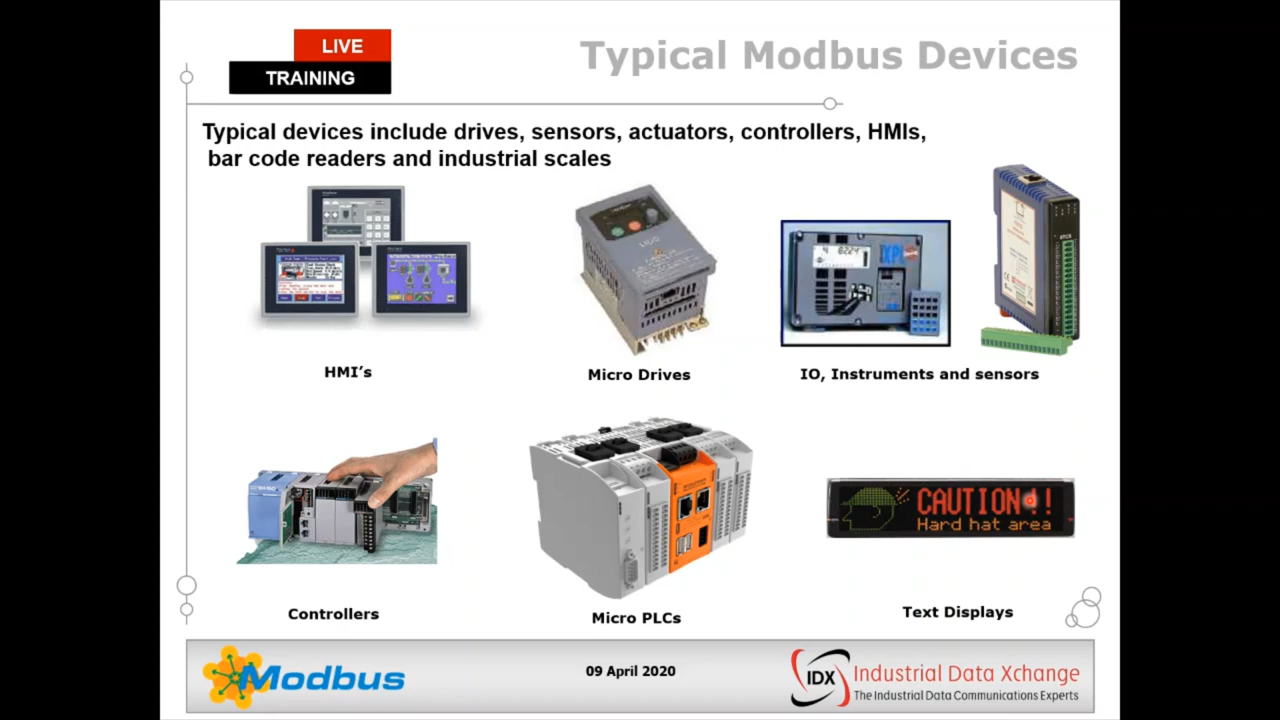 LIVE
TRAINING
Typical Modbus Devices
Typical devices include drives, sensors, actuators, controllers, HMIs,
bar code readers and industrial scales
HMI's
Micro Drives
IO, Instruments and sensors
CAUTION!!
Hard hat area
Controllers
Micro PLCs
Text Displays
Modbus
09 April 2020
IDX
Industrial Data Xchange
The Industrial Data Communications Experts